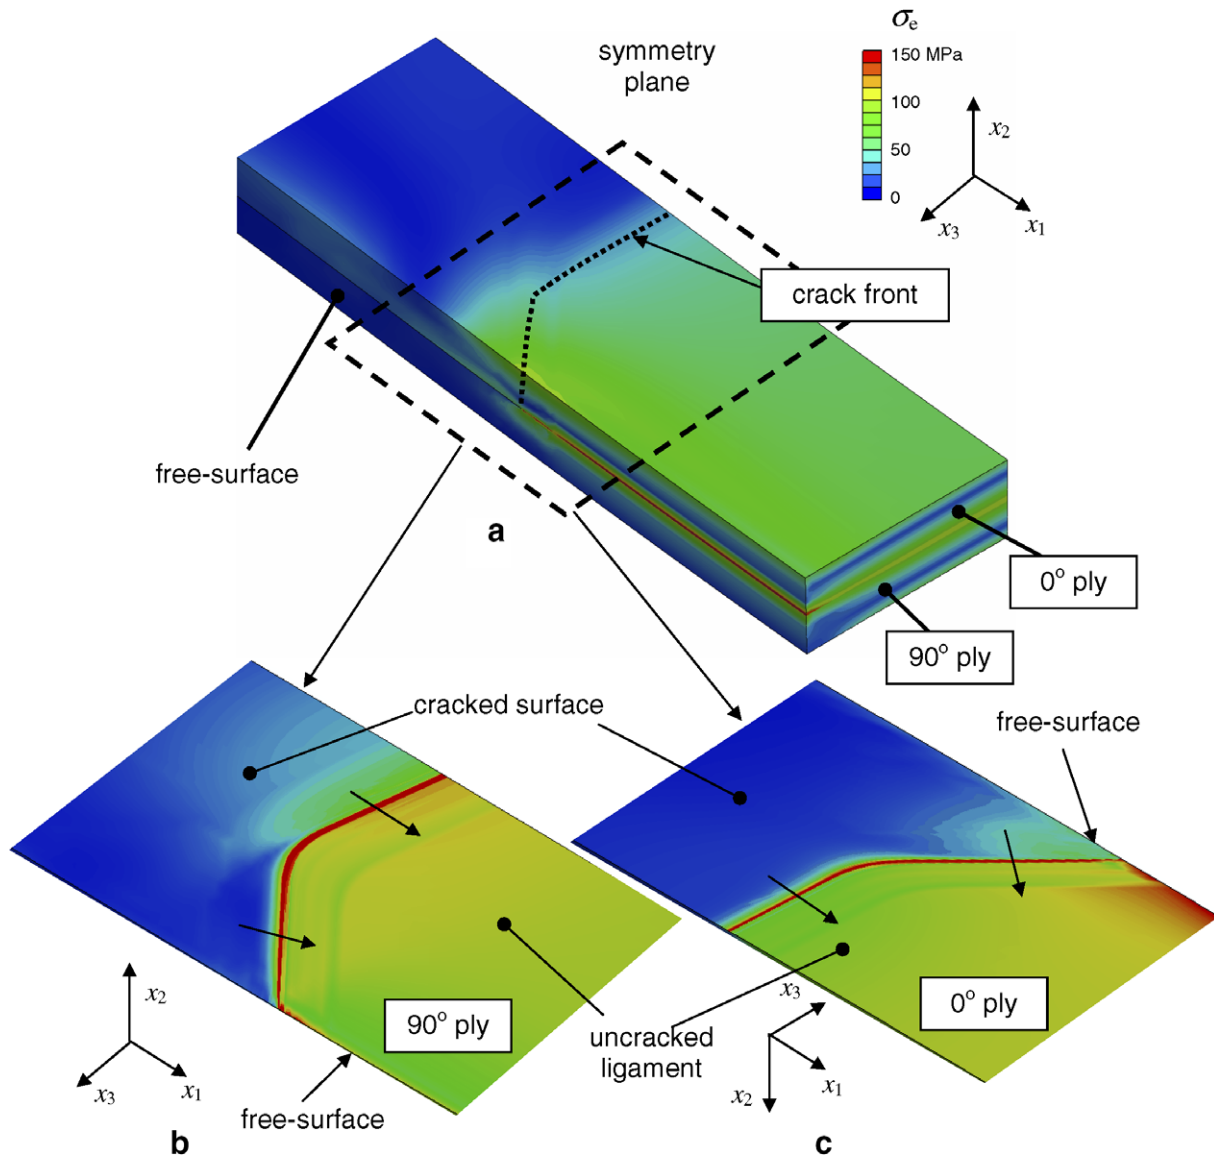 σe
symmetry
plane
150 MPa
100
50
0
x2
x3
x1
crack front
free-surface
a
0° ply
90° ply
cracked surface
free-surface
x2
x3
x1
90° ply
uncracked
ligament
free-surface
x3
x1
x2
0° ply
b
c